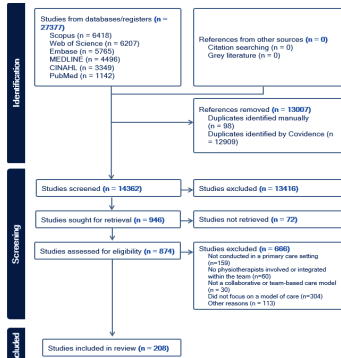 Identification
Studies from databases/registers (n =
27377)
Scopus (n = 6418)
Web of Science (n = 6207)
Embase (n = 5765)
MEDLINE (n = 4496)
CINAHL (n = 3349)
PubMed (n = 1142)
References from other sources (n = 0)
Citation searching (n = 0)
Grey literature (n = 0)
References removed (n = 13007)
Duplicates identified manually
(n = 98)
Duplicates identified by Covidence (n
= 12909)
Screening
Studies screened (n = 14362)
Studies excluded (n = 13416)
Studies sought for retrieval (n = 946)
Studies not retrieved (n = 72)
Studies assessed for eligibility (n = 874)
Studies excluded (n = 666)
Not conducted in a primary care setting
(n=159)
No physiotherapists involved or integrated
within the team (n=60)
Not a collaborative or team-based care model
(n = 30)
Did not focus on a model of care (n=304)
Other reasons (n = 113)
cluded
Studies included in review (n = 208)